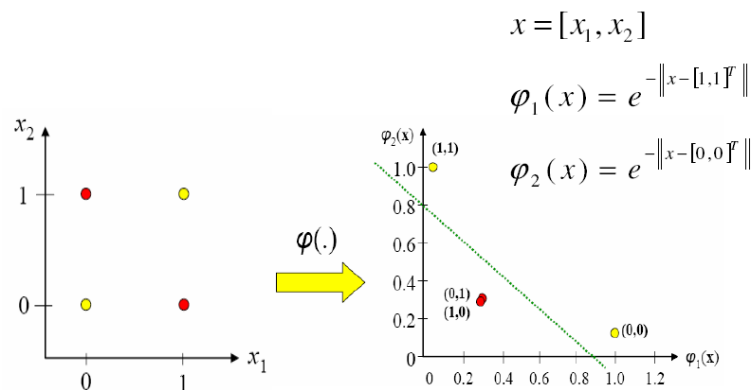 x = [x₁, x₂]
φ₁(x) = e^{-‖x-[1,1]ᵀ‖}
φ₂(x) = e^{-‖x-[0,0]ᵀ‖}
x₂
1
0
0 1
x₁
φ(.)
φ₂(x)
(1,1)
1.0
0.8
0.6
0.4
0.2
0
(0,1)
(1,0)
(0,0)
0 0.2 0.4 0.6 0.8 1.0 1.2
φ₁(x)